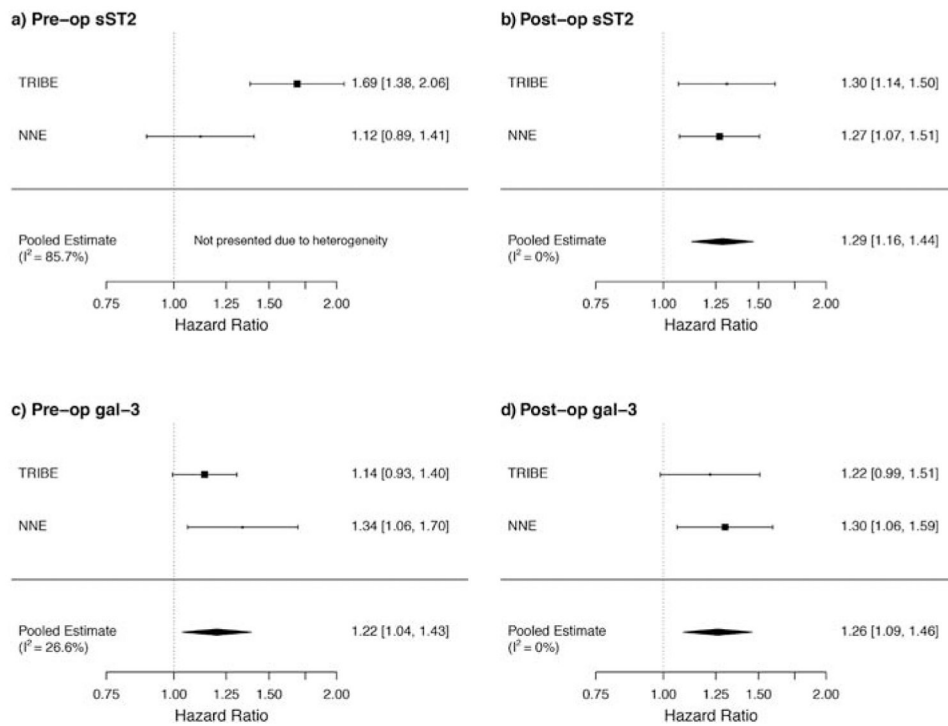 a) Pre-op sST2
TRIBE 1.69 [1.38, 2.06]
NNE 1.12 [0.89, 1.41]
Pooled Estimate Not presented due to heterogeneity
(I² = 85.7%)
0.75 1.00 1.25 1.50 2.00
Hazard Ratio
b) Post-op sST2
TRIBE 1.30 [1.14, 1.50]
NNE 1.27 [1.07, 1.51]
Pooled Estimate 1.29 [1.16, 1.44]
(I² = 0%)
0.75 1.00 1.25 1.50 2.00
Hazard Ratio
c) Pre-op gal-3
TRIBE 1.14 [0.93, 1.40]
NNE 1.34 [1.06, 1.70]
Pooled Estimate 1.22 [1.04, 1.43]
(I² = 26.6%)
0.75 1.00 1.25 1.50 2.00
Hazard Ratio
d) Post-op gal-3
TRIBE 1.22 [0.99, 1.51]
NNE 1.30 [1.06, 1.59]
Pooled Estimate 1.26 [1.09, 1.46]
(I² = 0%)
0.75 1.00 1.25 1.50 2.00
Hazard Ratio